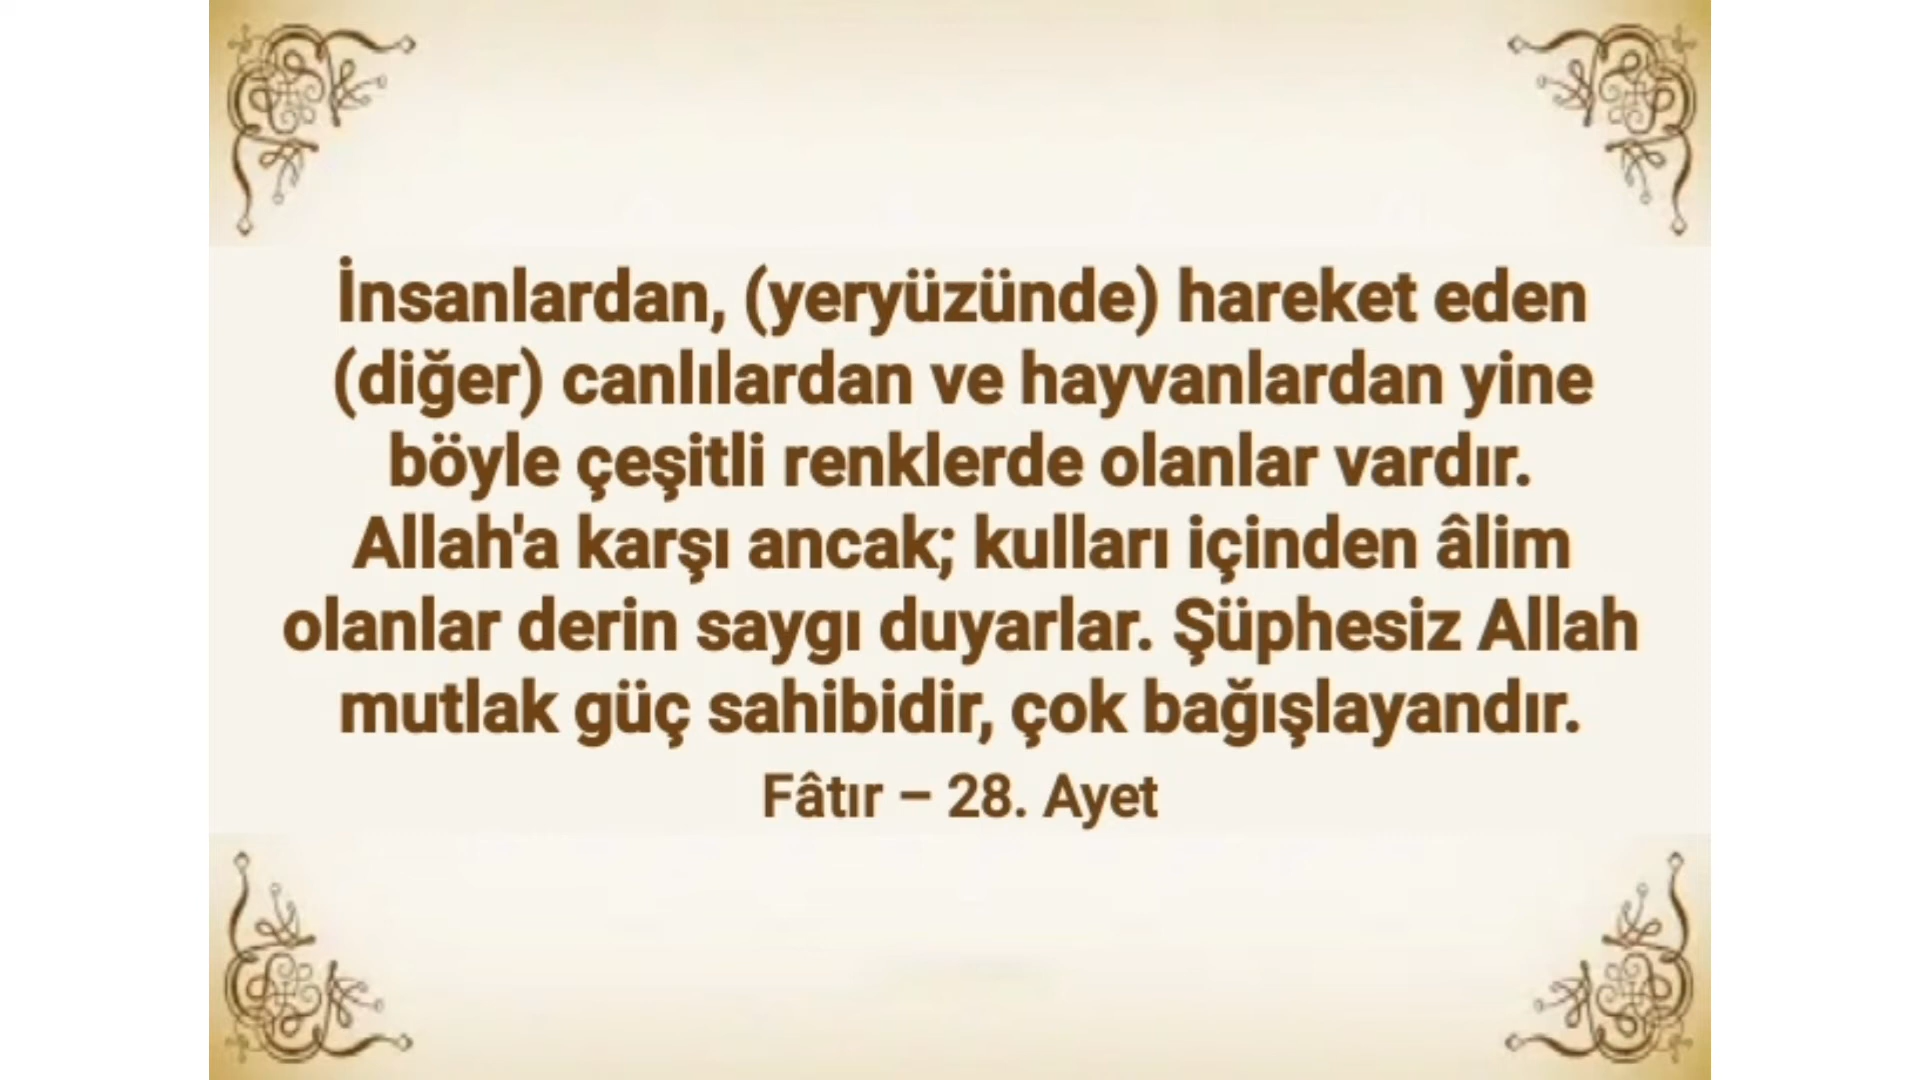 İnsanlardan, (yeryüzünde) hareket eden
(diğer) canlılardan ve hayvanlardan yine
böyle çeşitli renklerde olanlar vardır.
Allah'a karşı ancak; kulları içinden âlim
olanlar derin saygı duyarlar. Şüphesiz Allah
mutlak güç sahibidir, çok bağışlayandır.
Fâtır – 28. Ayet